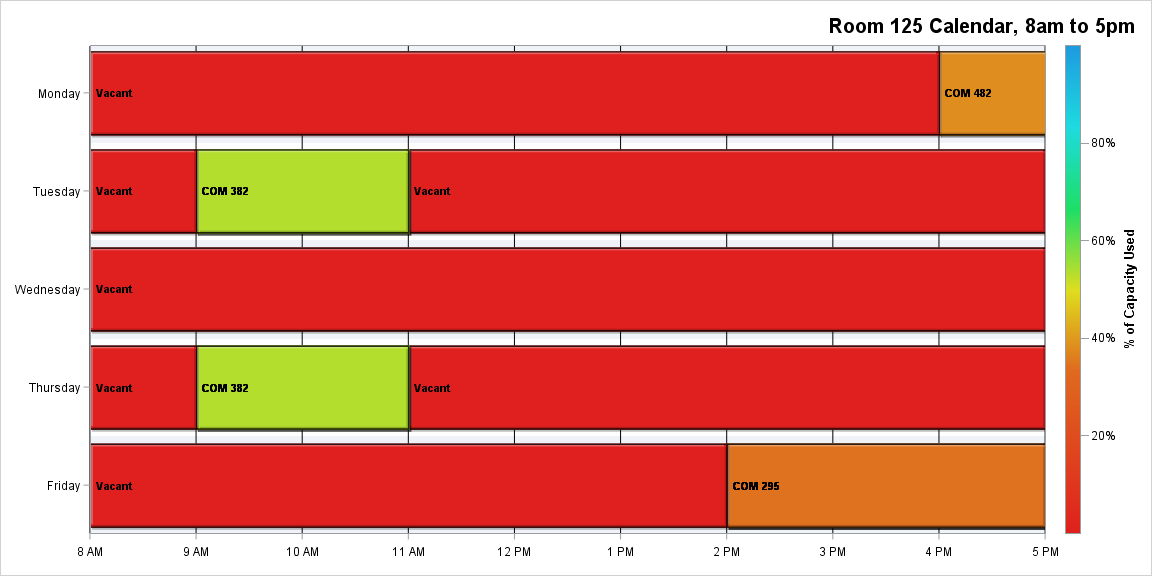 Room 125 Calendar, 8am to 5pm
Monday
Vacant
COM 482
80%
Tuesday
Vacant
COM 382
Vacant
60%
Wednesday
Vacant
% of Capacity Used
40%
Thursday
Vacant
COM 382
Vacant
20%
Friday
Vacant
COM 295
8 AM 9 AM 10 AM 11 AM 12 PM 1 PM 2 PM 3 PM 4 PM 5 PM